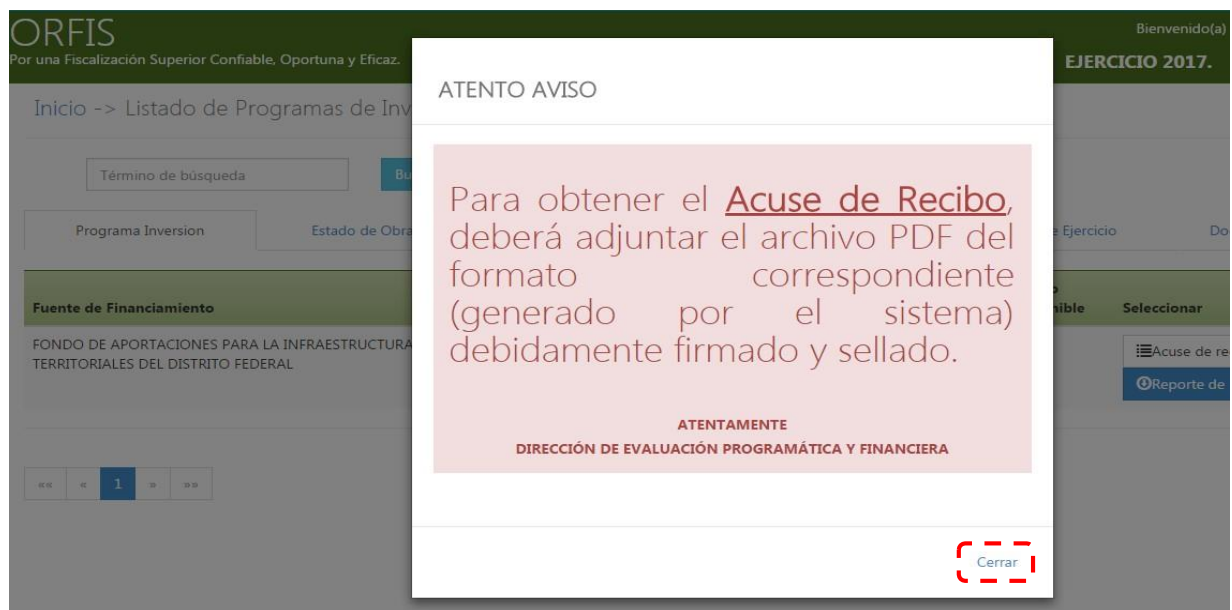 ORFIS
Por una Fiscalización Superior Confiable, Oportuna y Eficaz.
Bienvenido(a)
EJERCICIO 2017.
Inicio -> Listado de Programas de Inv
Término de búsqueda
Bu
Programa Inversion
Estado de Obra
Ejercicio
Do
Fuente de Financiamiento
nible
Seleccionar
FONDO DE APORTACIONES PARA LA INFRAESTRUCTURA
TERRITORIALES DEL DISTRITO FEDERAL
Acuse de re
Reporte de
«« « 1 » »»
ATENTO AVISO
Para obtener el Acuse de Recibo,
deberá adjuntar el archivo PDF del
formato correspondiente
(generado por el sistema)
debidamente firmado y sellado.
ATENTAMENTE
DIRECCIÓN DE EVALUACIÓN PROGRAMÁTICA Y FINANCIERA
Cerrar